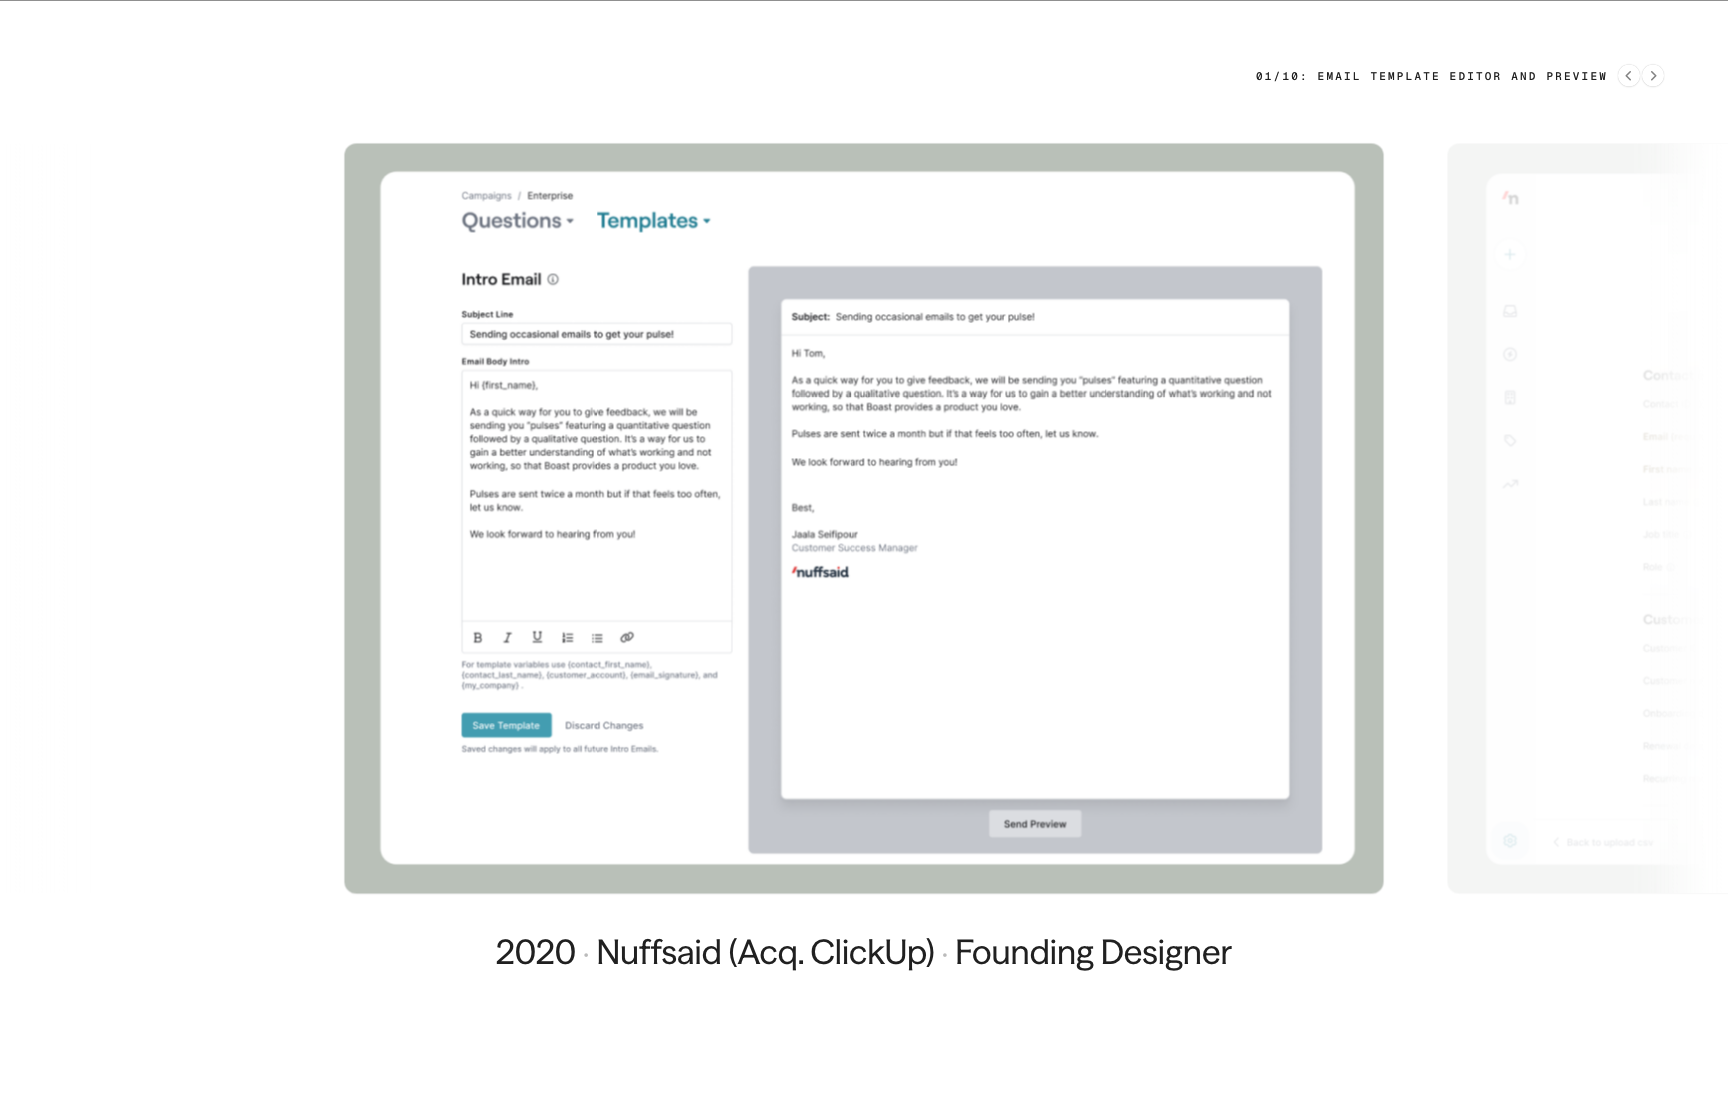 01/10: EMAIL TEMPLATE EDITOR AND PREVIEW
Campaigns / Enterprise
Questions Templates
Intro Email
Subject Line
Sending occasional emails to get your pulse!
Email Body Intro
Hi {first_name},
As a quick way for you to give feedback, we will be
sending you "pulses" featuring a quantitative question
followed by a qualitative question. It's a way for us to
gain a better understanding of what's working and not
working, so that Boast provides a product you love.
Pulses are sent twice a month but if that feels too often,
let us know.
We look forward to hearing from you!
B I U
For template variables use {contact_first_name},
{contact_last_name}, {customer_account}, {email_signature}, and
{my_company} .
Save Template Discard Changes
Saved changes will apply to all future Intro Emails.
Subject: Sending occasional emails to get your pulse!
Hi Tom,
As a quick way for you to give feedback, we will be sending you "pulses" featuring a quantitative question
followed by a qualitative question. It's a way for us to gain a better understanding of what's working and not
working, so that Boast provides a product you love.
Pulses are sent twice a month but if that feels too often, let us know.
We look forward to hearing from you!
Best,
Jaala Seifipour
Customer Success Manager
nuffsaid
Send Preview
n
Back to upload csv
2020 · Nuffsaid (Acq. ClickUp) · Founding Designer